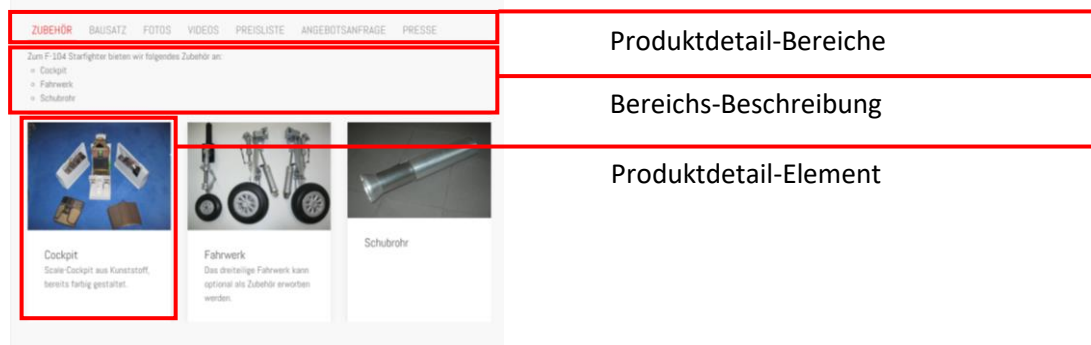 ZUBEHÖR BAUSATZ FOTOS VIDEOS PREISLISTE ANGEBOTSANFRAGE PRESSE
Zum F-104 Starfighter bieten wir folgendes Zubehör an:
Cockpit
Fahrwerk
Schubrohr
Produktdetail-Bereiche
Bereichs-Beschreibung
Produktdetail-Element
Cockpit
Scale-Cockpit aus Kunststoff,
bereits farbig gestaltet.
Fahrwerk
Das dreiteilige Fahrwerk kann
optional als Zubehör erworben
werden.
Schubrohr